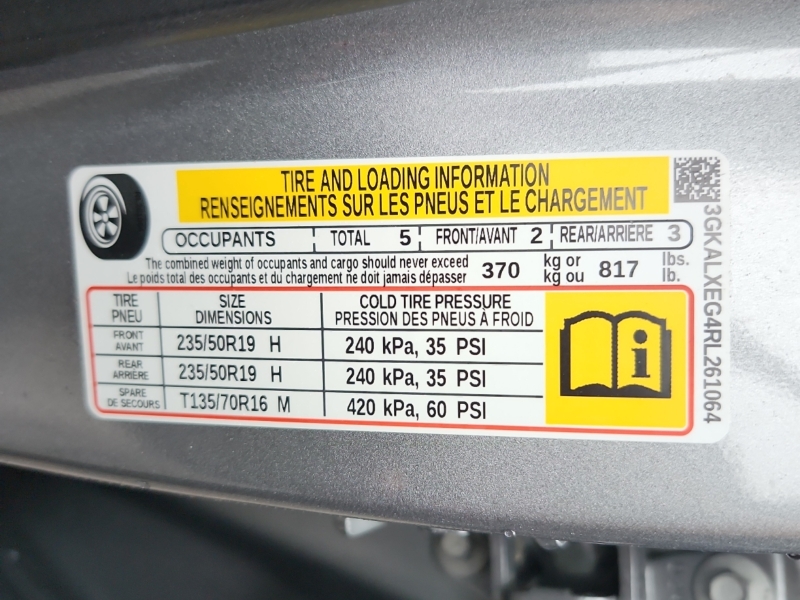 TIRE AND LOADING INFORMATION
RENSEIGNEMENTS SUR LES PNEUS ET LE CHARGEMENT
OCCUPANTS TOTAL 5 FRONT/AVANT 2 REAR/ARRIÈRE 3
The combined weight of occupants and cargo should never exceed 370 kg or 817 lbs.
Le poids total des occupants et du chargement ne doit jamais dépasser kg ou lb.
TIRE SIZE COLD TIRE PRESSURE
PNEU DIMENSIONS PRESSION DES PNEUS À FROID
FRONT
AVANT 235/50R19 H 240 kPa, 35 PSI
REAR
ARRIÈRE 235/50R19 H 240 kPa, 35 PSI
SPARE
DE SECOURS T135/70R16 M 420 kPa, 60 PSI
3GKALXEG4RL261064